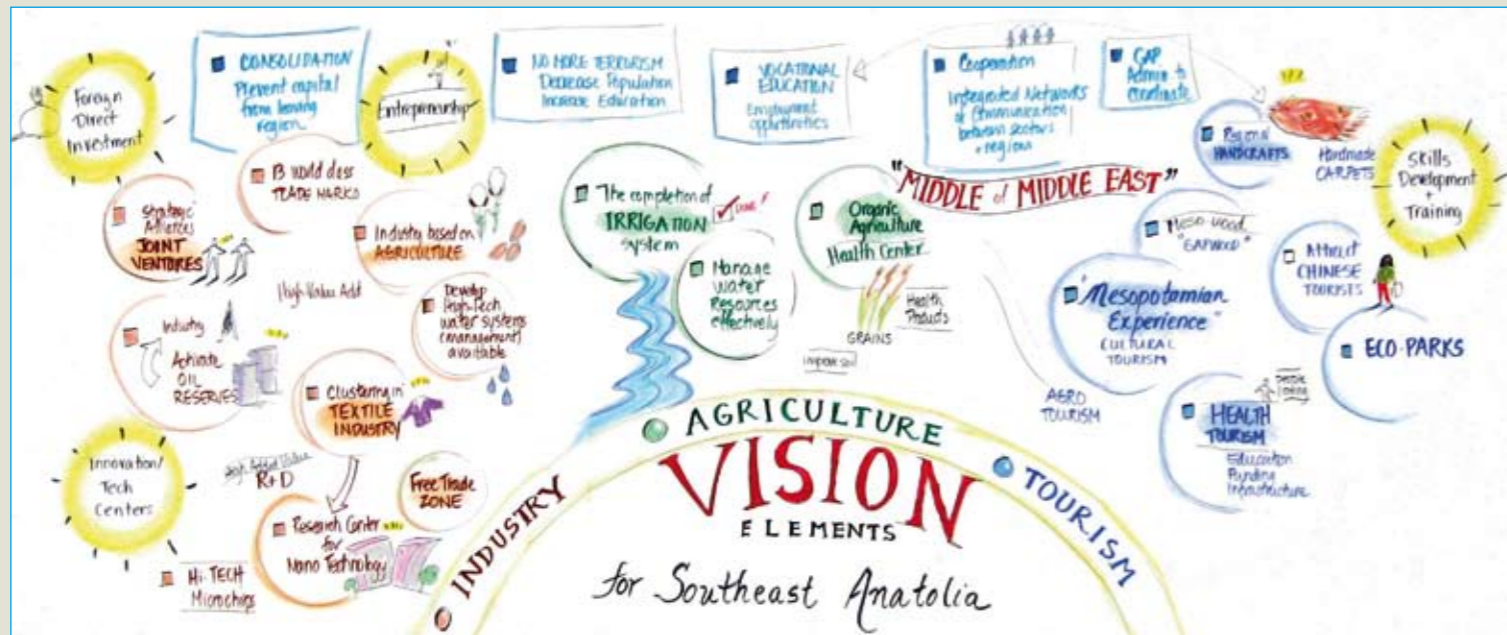 Foreign
Direct
Investment
CONSOLIDATION
Prevent capital
from leaving
region
Entrepreneurship
NO MORE TERRORISM
Decrease Population
Increase Education
VOCATIONAL
EDUCATION
Employment
opportunities
Cooperation
Integrated Networks
of Communication
between sectors
+ regions
GAP
Admin to
Coordinate
Regional
HANDCRAFTS
Handmade
CARPETS
Skills
Development
+
Training
13 world class
TRADE MARKS
Strategic
Alliances
JOINT
VENTURES
Industry based on
AGRICULTURE
High Value Add
Develop
High-Tech
water systems
(management)
available
Industry
Activate
OIL
RESERVES
Clustering in
TEXTILE
INDUSTRY
Innovation/
Tech
Centers
High Added Value
R+D
Free Trade
ZONE
Research Center
for
Nano Technology
Hi-TECH
Microchips
The completion of
IRRIGATION
system
DONE!
Manage
Water
Resources
effectively
Organic
Agriculture
Health Center
GRAINS
Health
Products
improve soil
"MIDDLE of MIDDLE EAST"
Meso wood
"GAPWOOD"
Attract
CHINESE
TOURISTS
"Mesopotamian
Experience"
CULTURAL
TOURISM
ECO-PARKS
AGRO
TOURISM
HEALTH
TOURISM
Education
Funding
Infrastructure
INDUSTRY
AGRICULTURE
TOURISM
VISION
ELEMENTS
for Southeast Anatolia